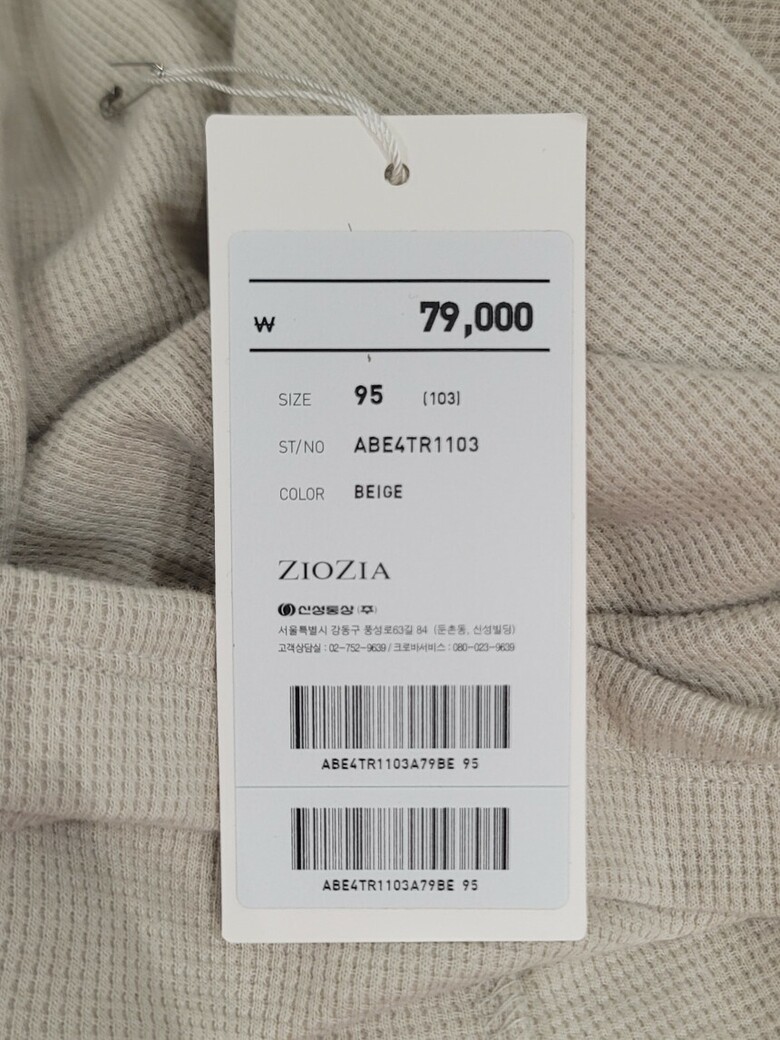 ₩ 79,000
SIZE 95 (103)
ST/NO ABE4TR1103
COLOR BEIGE
ZIOZIA
신성통상 (주)
서울특별시 강동구 풍성로63길 84 (둔촌동, 신성빌딩)
고객상담실 : 02-752-9639 / 크로바서비스 : 080-023-9639
ABE4TR1103A79BE 95
ABE4TR1103A79BE 95